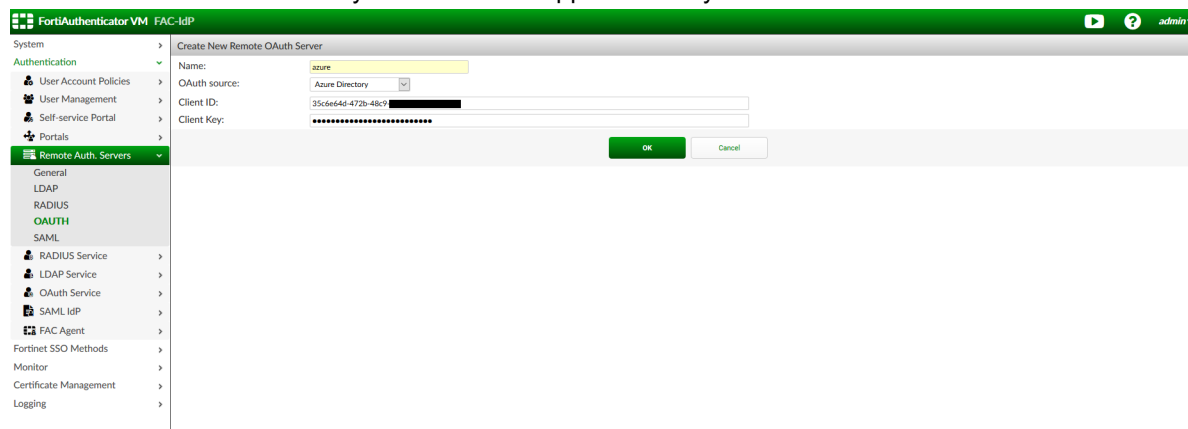 FortiAuthenticator VM FAC-IdP admin
System
Create New Remote OAuth Server
Authentication
Name: azure
User Account Policies
OAuth source: Azure Directory
User Management
Client ID: 35c6e64d-472b-48c9-
Self-service Portal
Client Key: ••••••••••••••••••••••••••
Portals
Remote Auth. Servers
OK Cancel
General
LDAP
RADIUS
OAUTH
SAML
RADIUS Service
LDAP Service
OAuth Service
SAML IdP
FAC Agent
Fortinet SSO Methods
Monitor
Certificate Management
Logging